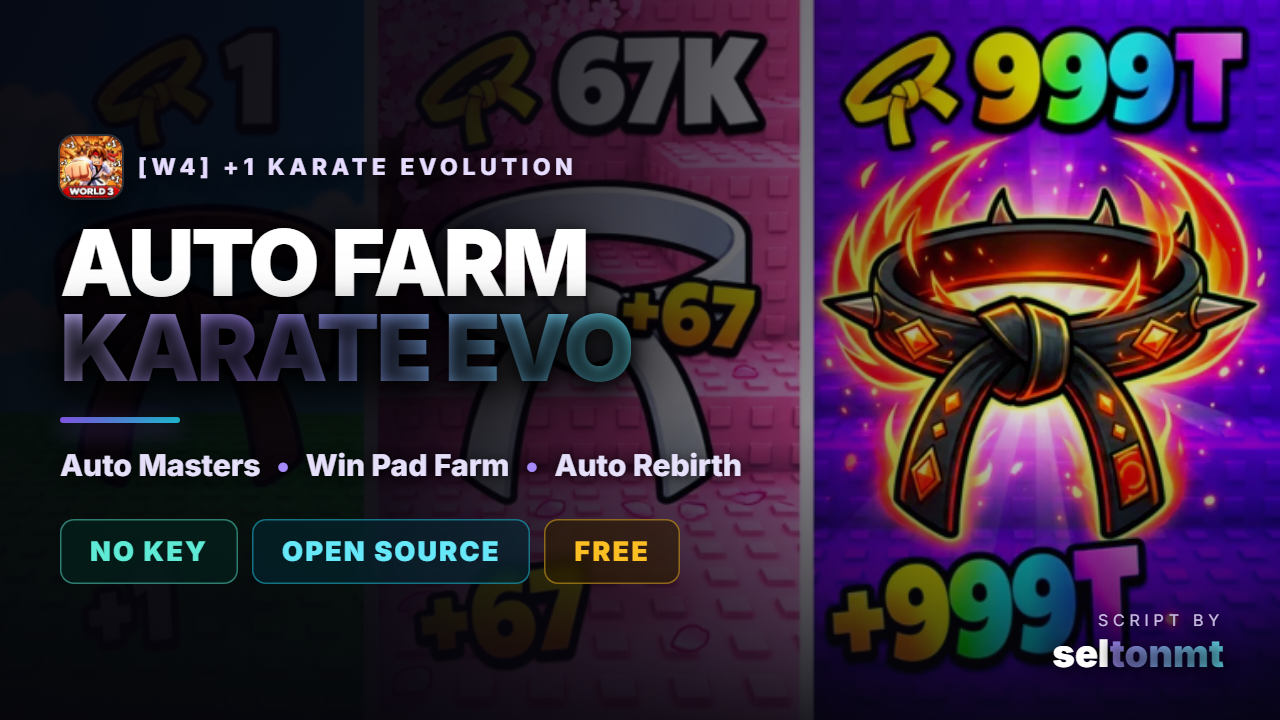 1
67K
999T
WORLD 3
[W4] +1 KARATE EVOLUTION
AUTO FARM
KARATE EVO
+67
Auto Masters • Win Pad Farm • Auto Rebirth
NO KEY
OPEN SOURCE
FREE
+1
+67
+999T
SCRIPT BY
seltonmt